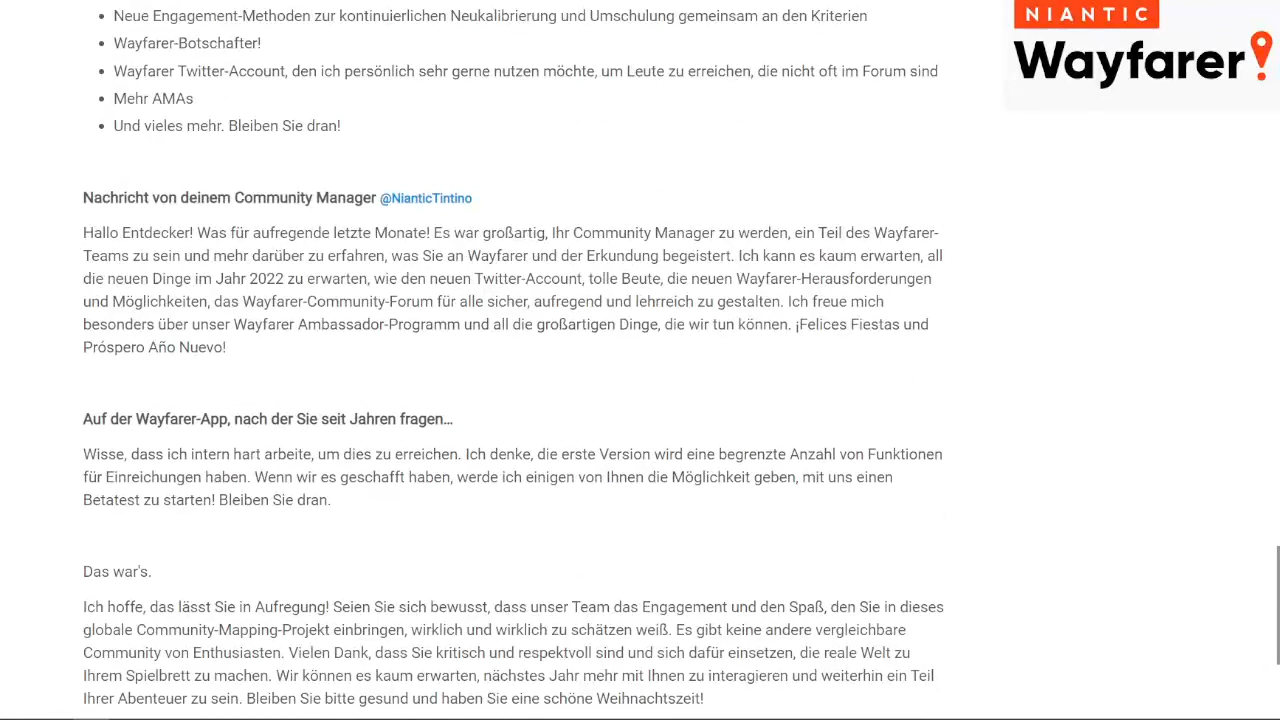 Neue Engagement-Methoden zur kontinuierlichen Neukalibrierung und Umschulung gemeinsam an den Kriterien
NIANTIC
Wayfarer
Wayfarer-Botschafter!
Wayfarer Twitter-Account, den ich persönlich sehr gerne nutzen möchte, um Leute zu erreichen, die nicht oft im Forum sind
Mehr AMAs
Und vieles mehr. Bleiben Sie dran!
Nachricht von deinem Community Manager @NianticTintino
Hallo Entdecker! Was für aufregende letzte Monate! Es war großartig, Ihr Community Manager zu werden, ein Teil des Wayfarer-
Teams zu sein und mehr darüber zu erfahren, was Sie an Wayfarer und der Erkundung begeistert. Ich kann es kaum erwarten, all
die neuen Dinge im Jahr 2022 zu erwarten, wie den neuen Twitter-Account, tolle Beute, die neuen Wayfarer-Herausforderungen
und Möglichkeiten, das Wayfarer-Community-Forum für alle sicher, aufregend und lehrreich zu gestalten. Ich freue mich
besonders über unser Wayfarer Ambassador-Programm und all die großartigen Dinge, die wir tun können. ¡Felices Fiestas und
Próspero Año Nuevo!
Auf der Wayfarer-App, nach der Sie seit Jahren fragen…
Wisse, dass ich intern hart arbeite, um dies zu erreichen. Ich denke, die erste Version wird eine begrenzte Anzahl von Funktionen
für Einreichungen haben. Wenn wir es geschafft haben, werde ich einigen von Ihnen die Möglichkeit geben, mit uns einen
Betatest zu starten! Bleiben Sie dran.
Das war's.
Ich hoffe, das lässt Sie in Aufregung! Seien Sie sich bewusst, dass unser Team das Engagement und den Spaß, den Sie in dieses
globale Community-Mapping-Projekt einbringen, wirklich und wirklich zu schätzen weiß. Es gibt keine andere vergleichbare
Community von Enthusiasten. Vielen Dank, dass Sie kritisch und respektvoll sind und sich dafür einsetzen, die reale Welt zu
Ihrem Spielbrett zu machen. Wir können es kaum erwarten, nächstes Jahr mehr mit Ihnen zu interagieren und weiterhin ein Teil
Ihrer Abenteuer zu sein. Bleiben Sie bitte gesund und haben Sie eine schöne Weihnachtszeit!